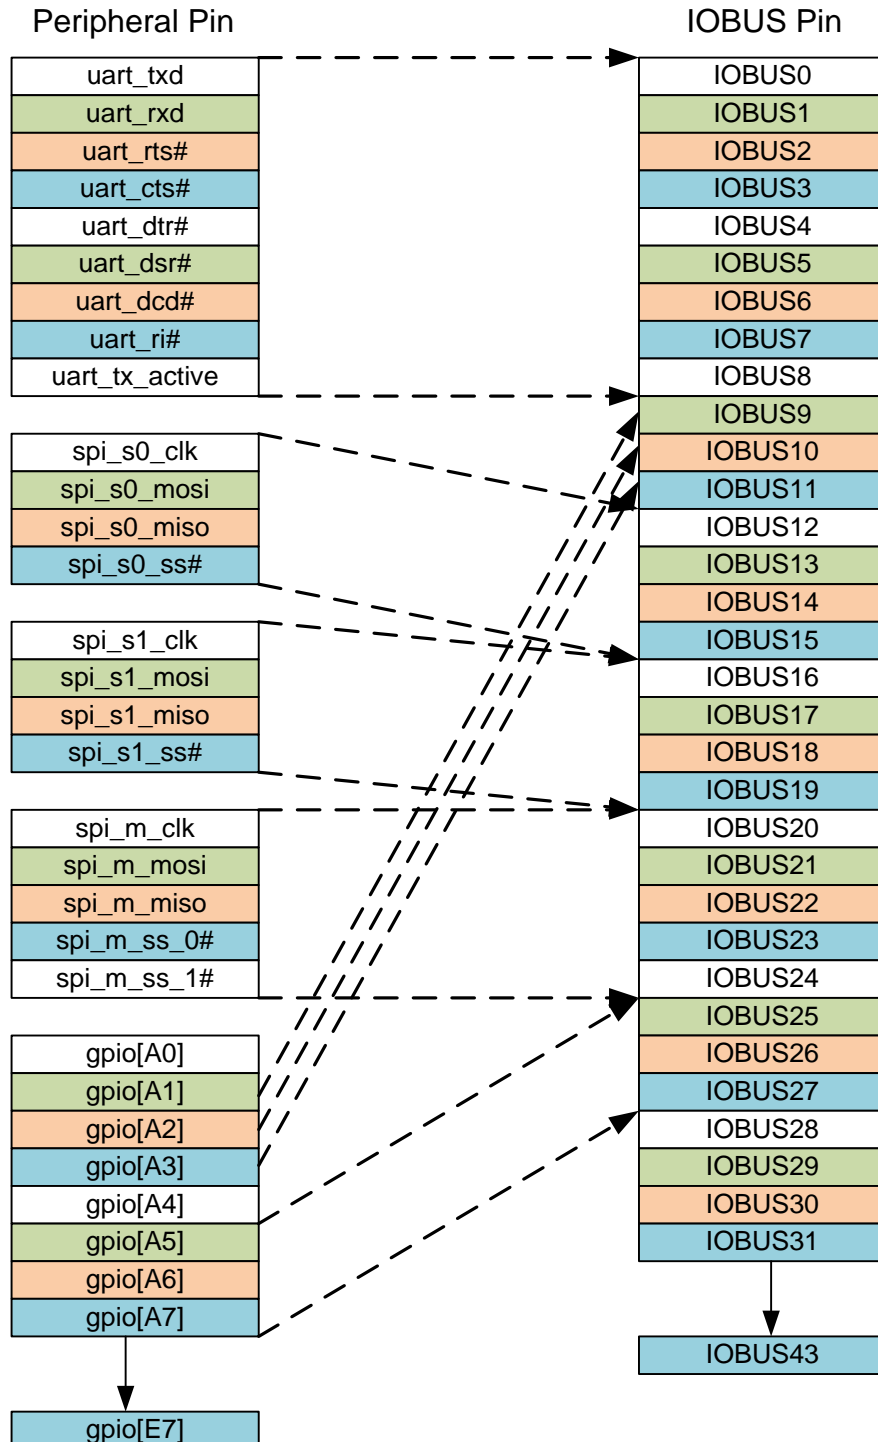 Peripheral Pin
uart_txd
uart_rxd
uart_rts#
uart_cts#
uart_dtr#
uart_dsr#
uart_dcd#
uart_ri#
uart_tx_active
spi_s0_clk
spi_s0_mosi
spi_s0_miso
spi_s0_ss#
spi_s1_clk
spi_s1_mosi
spi_s1_miso
spi_s1_ss#
spi_m_clk
spi_m_mosi
spi_m_miso
spi_m_ss_0#
spi_m_ss_1#
gpio[A0]
gpio[A1]
gpio[A2]
gpio[A3]
gpio[A4]
gpio[A5]
gpio[A6]
gpio[A7]
gpio[E7]
IOBUS Pin
IOBUS0
IOBUS1
IOBUS2
IOBUS3
IOBUS4
IOBUS5
IOBUS6
IOBUS7
IOBUS8
IOBUS9
IOBUS10
IOBUS11
IOBUS12
IOBUS13
IOBUS14
IOBUS15
IOBUS16
IOBUS17
IOBUS18
IOBUS19
IOBUS20
IOBUS21
IOBUS22
IOBUS23
IOBUS24
IOBUS25
IOBUS26
IOBUS27
IOBUS28
IOBUS29
IOBUS30
IOBUS31
IOBUS43